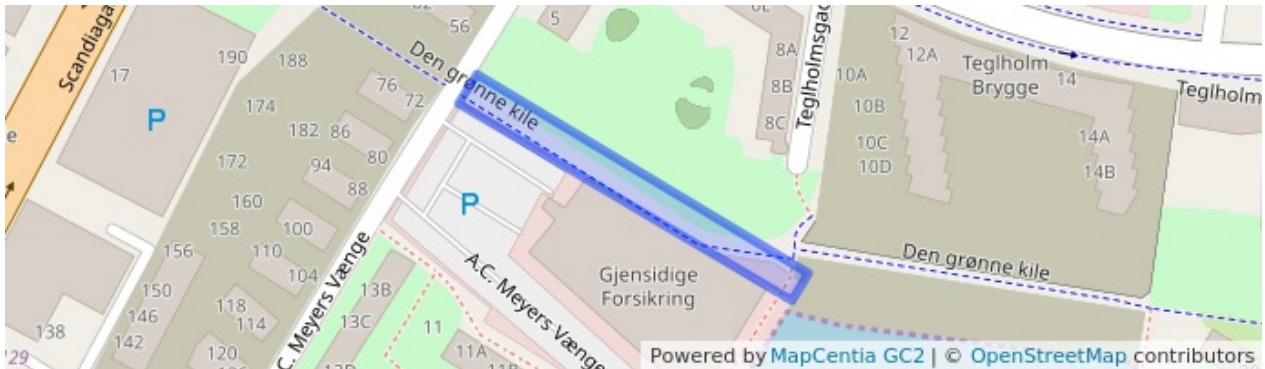 Scandiaga
17
190
188
56
5
Den grønne kile
8A
8B
8C
Teglholmsgad
12
12A
Teglholm
Brygge
14
10A
10B
10C
10D
14A
14B
Teglholm
P
174
76
72
182
86
80
172
94
88
160
100
158
P
156
110
104
150
146
142
118
114
120
138
129
e
C. Meyers Vænge
13B
13C
11
11A
A.C. Meyers Vænge
Gjensidige
Forsikring
Den grønne kile
Powered by MapCentia GC2 | © OpenStreetMap contributors